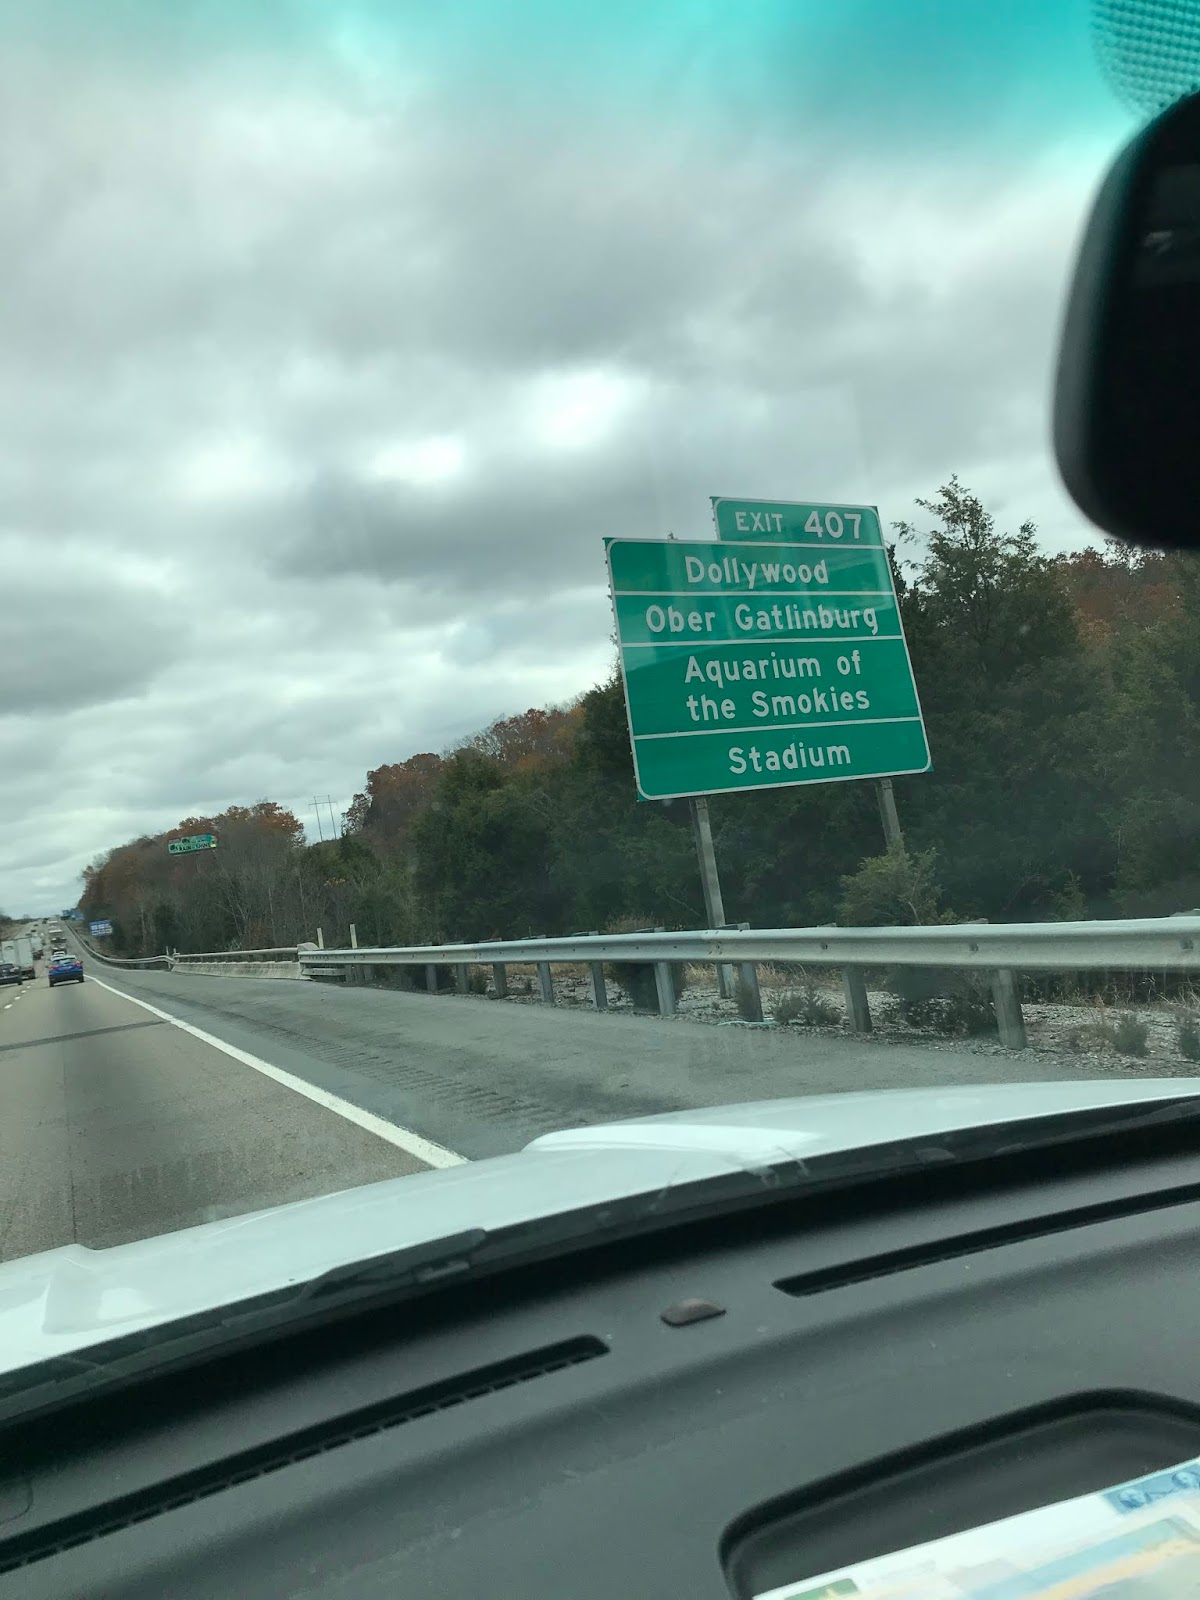 EXIT 407
Dollywood
Ober Gatlinburg
Aquarium of
the Smokies
Stadium